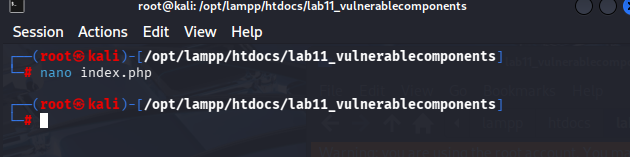 root@kali: /opt/lampp/htdocs/lab11_vulnerablecomponents
Session Actions Edit View Help
┌──(root㉿kali)-[/opt/lampp/htdocs/lab11_vulnerablecomponents]
└─# nano index.php
┌──(root㉿kali)-[/opt/lampp/htdocs/lab11_vulnerablecomponents]
└─#